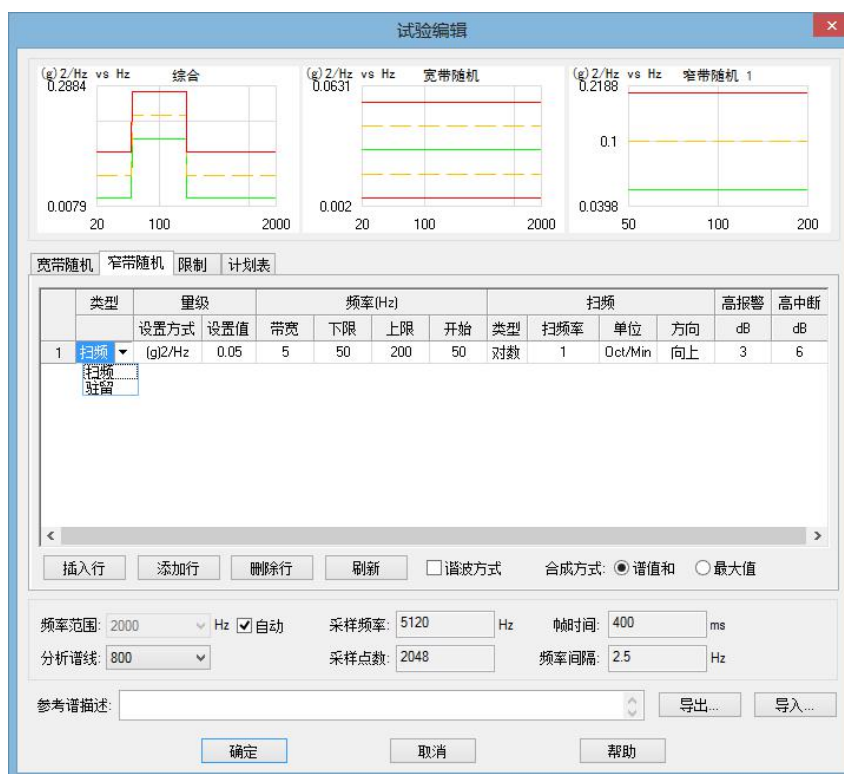 试验编辑
(g)2/Hz vs Hz 综合
0.2884
0.0079
20 100 2000
(g)2/Hz vs Hz 宽带随机
0.0631
0.002
20 100 2000
(g)2/Hz vs Hz 窄带随机 1
0.2188
0.1
0.0398
50 100 200
宽带随机 窄带随机 限制 计划表
类型 量级 频率(Hz) 扫频 高报警 高中断
设置方式 设置值 带宽 下限 上限 开始 类型 扫频率 单位 方向 dB dB
1 扫频 (g)2/Hz 0.05 5 50 200 50 对数 1 Oct/Min 向上 3 6
扫频
驻留
插入行 添加行 删除行 刷新 谐波方式 合成方式: 谱值和 最大值
频率范围: 2000 Hz 自动 采样频率: 5120 Hz 帧时间: 400 ms
分析谱线: 800 采样点数: 2048 频率间隔: 2.5 Hz
参考谱描述: 导出... 导入...
确定 取消 帮助